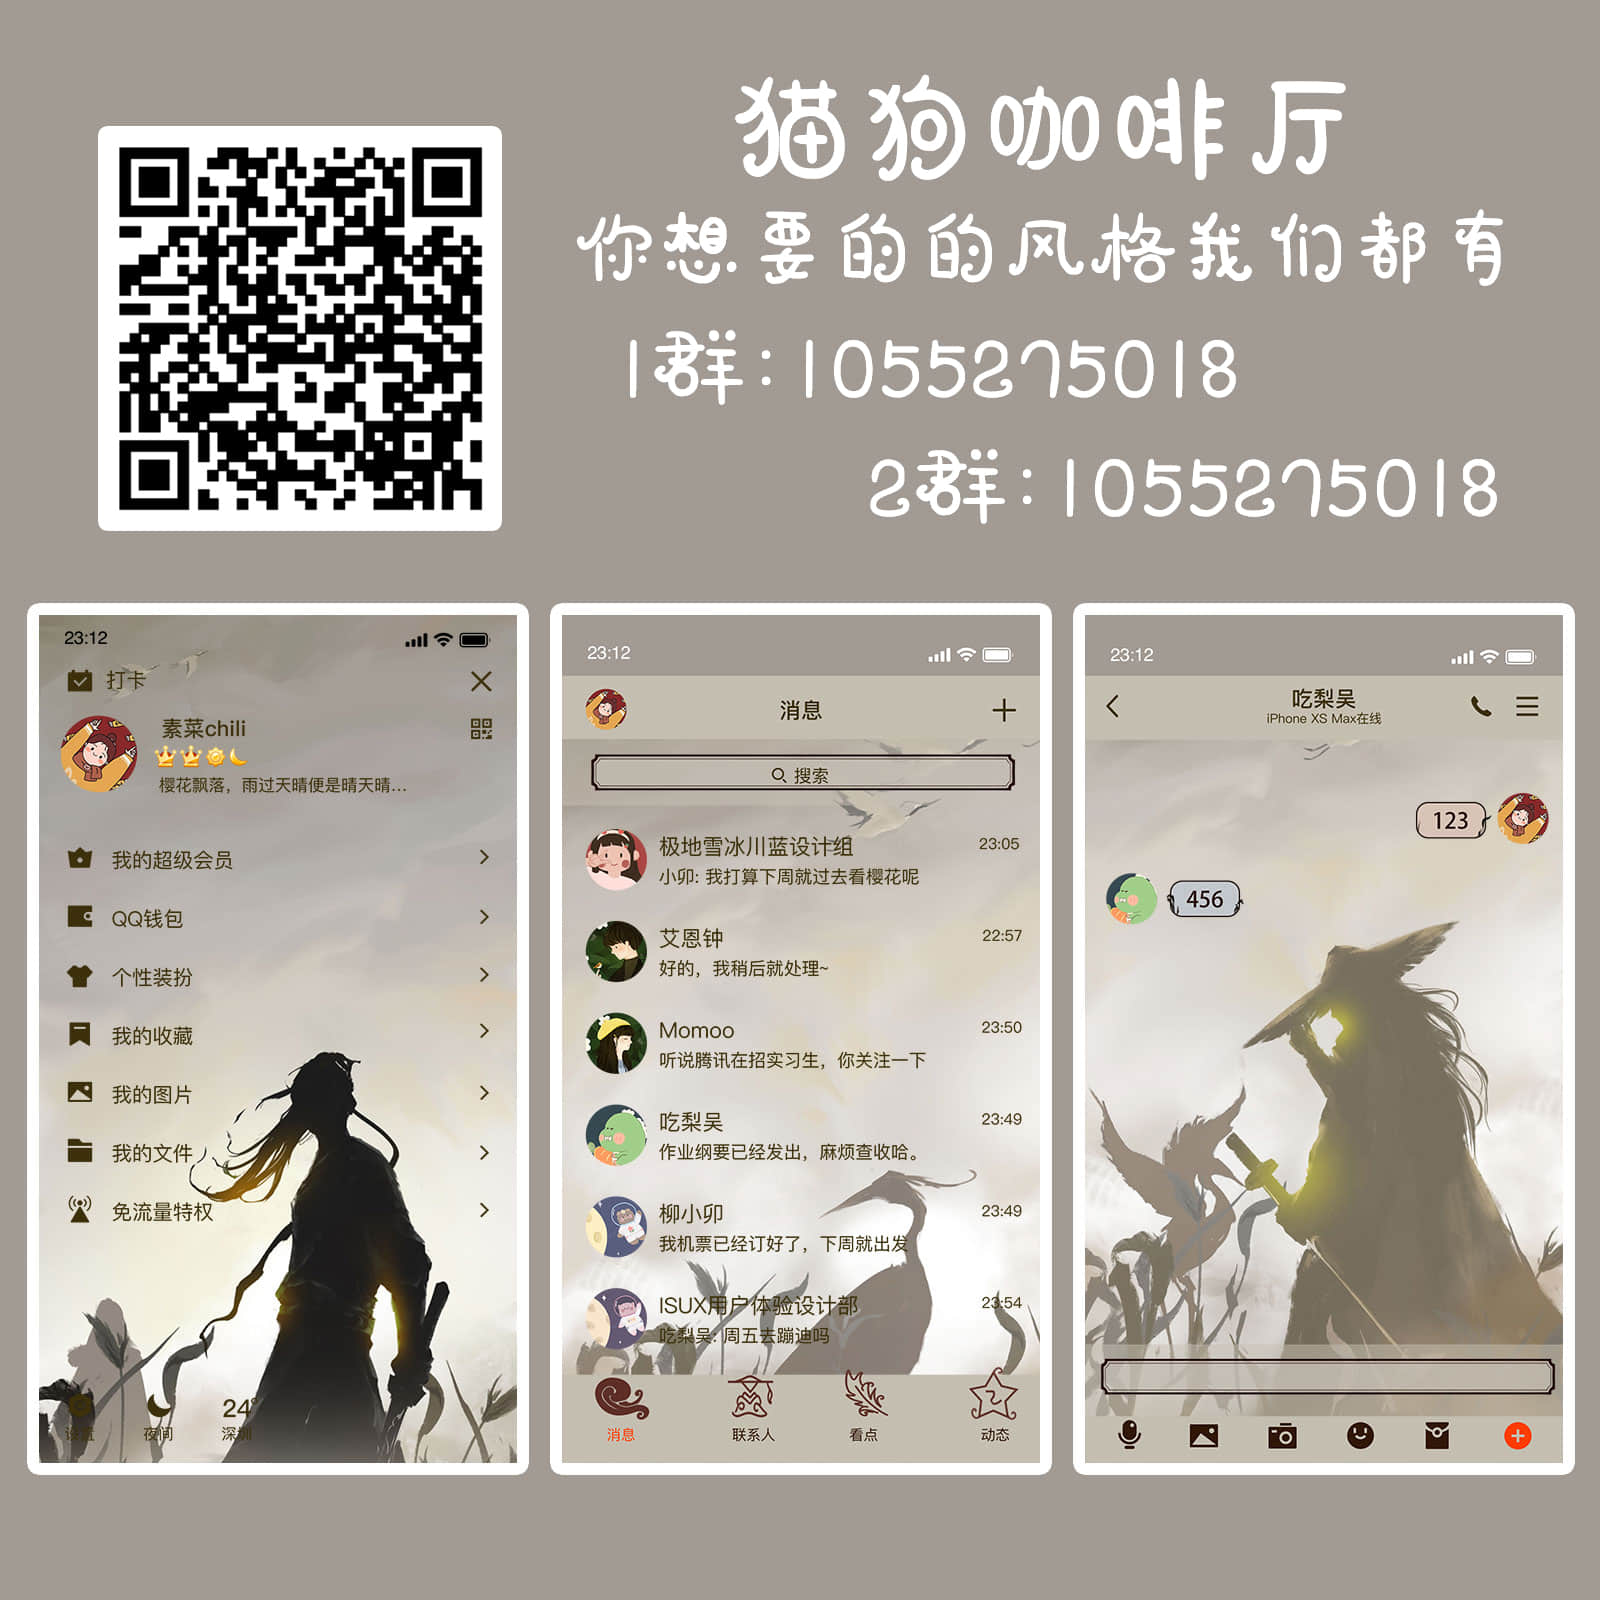 猫狗咖啡厅
你想要的的风格我们都有
1群:1055275018
2群:1055275018
23:12
打卡
素菜chili
樱花飘落，雨过天晴便是晴天晴...
我的超级会员
QQ钱包
个性装扮
我的收藏
我的图片
我的文件
免流量特权
24°
设置 夜间 深圳
23:12
消息
搜索
极地雪冰川蓝设计组 23:05
小卯: 我打算下周就过去看樱花呢
艾恩钟 22:57
好的，我稍后就处理~
Momoo 23:50
听说腾讯在招实习生，你关注一下
吃梨吴 23:49
作业纲要已经发出，麻烦查收哈。
柳小卯 23:49
我机票已经订好了，下周就出发
ISUX用户体验设计部 23:54
吃梨吴: 周五去蹦迪吗
消息 联系人 看点 动态
23:12
吃梨吴
iPhone XS Max在线
123
456